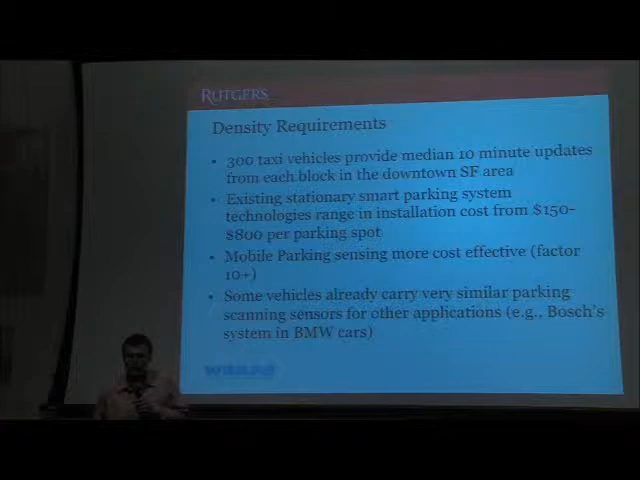 RUTGERS
Density Requirements
• 300 taxi vehicles provide median 10 minute updates
from each block in the downtown SF area
• Existing stationary smart parking system
technologies range in installation cost from $150-
$800 per parking spot
• Mobile Parking sensing more cost effective (factor
10+)
• Some vehicles already carry very similar parking
scanning sensors for other applications (e.g., Bosch's
system in BMW cars)
WINLAB